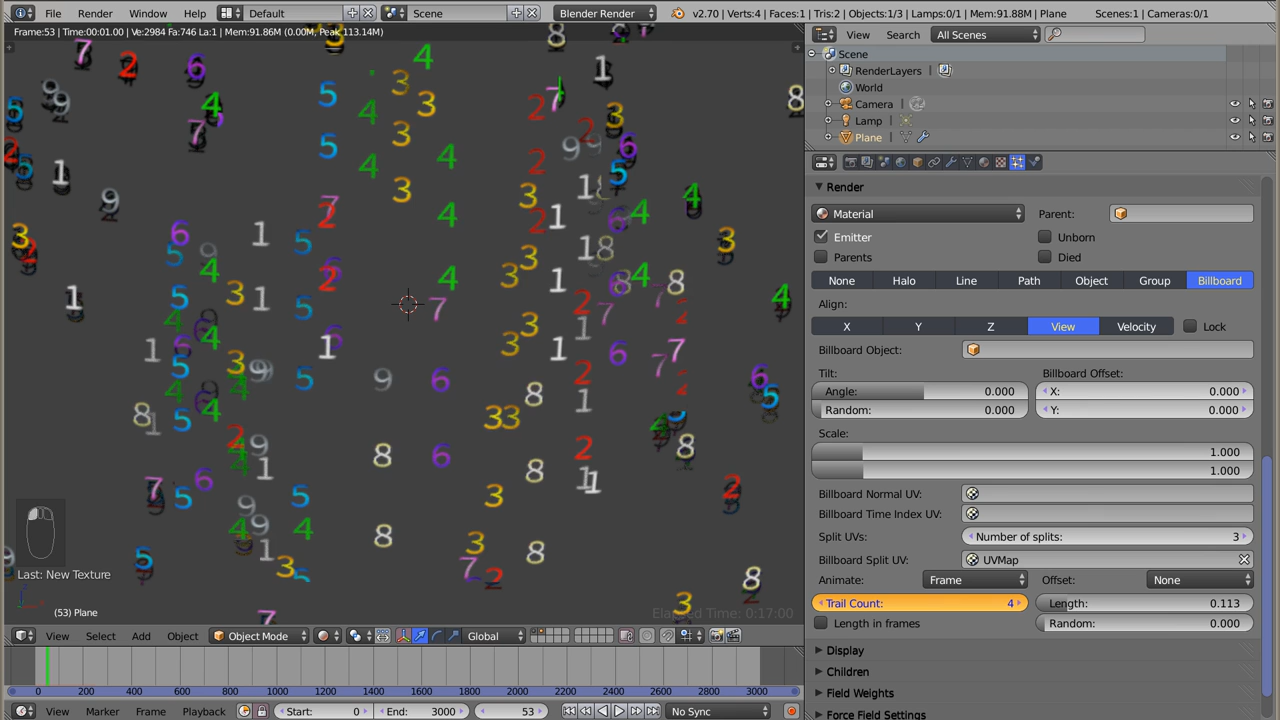 File Render Window Help Default Scene Blender Render v2.70 | Verts:4 | Faces:1 | Tris:2 | Objects:1/3 | Lamps:0/1 | Mem:91.88M | Plane Scenes:1 | Cameras:0/1
Frame:53 | Time:00:01.00 | Ve:2984 Fa:746 La:1 | Mem:91.86M (0.00M, Peak 113.14M)
View Search All Scenes
Scene
RenderLayers
World
Camera
Lamp
Plane
Render
Material Parent:
Emitter Unborn
Parents Died
None Halo Line Path Object Group Billboard
Align:
X Y Z View Velocity Lock
Billboard Object:
Tilt: Billboard Offset:
Angle: 0.000 X: 0.000
Random: 0.000 Y: 0.000
Scale:
1.000
1.000
Billboard Normal UV:
Billboard Time Index UV:
Split UVs: Number of splits: 3
Billboard Split UV: UVMap
Animate: Frame Offset: None
Trail Count: 4 Length: 0.113
Length in frames Random: 0.000
Display
Children
Field Weights
Force Field Settings
Last: New Texture
(53) Plane
Elapsed Time: 0:17:00
View Select Add Object Object Mode Global
0 200 400 600 800 1000 1200 1400 1600 1800 2000 2200 2400 2600 2800 3000
View Marker Frame Playback Start: 0 End: 3000 53 No Sync